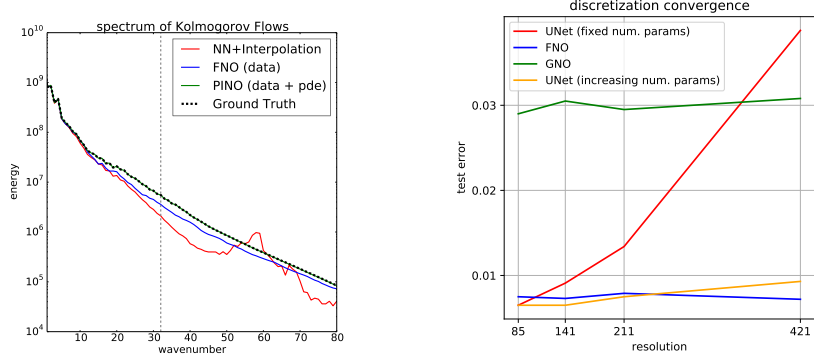 spectrum of Kolmogorov Flows
10^10
10^9
10^8
10^7
10^6
10^5
10^4
energy
NN+Interpolation
FNO (data)
PINO (data + pde)
Ground Truth
10 20 30 40 50 60 70 80
wavenumber
discretization convergence
UNet (fixed num. params)
FNO
GNO
UNet (increasing num. params)
0.03
0.02
0.01
test error
85 141 211 421
resolution